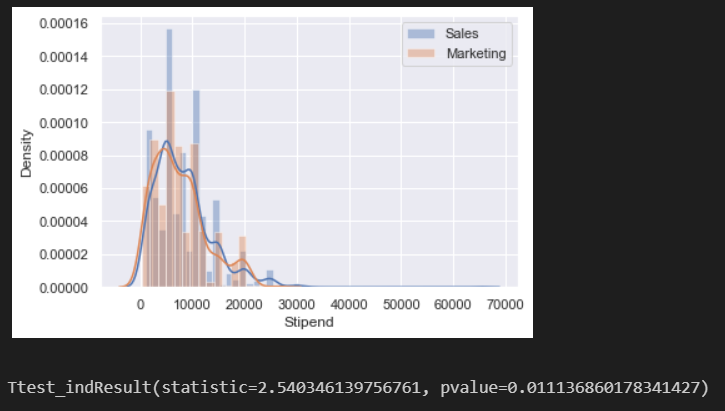 0.00016
0.00014
0.00012
0.00010
0.00008
0.00006
0.00004
0.00002
0.00000
Density
Sales
Marketing
0 10000 20000 30000 40000 50000 60000 70000
Stipend
Ttest_indResult(statistic=2.540346139756761, pvalue=0.011136860178341427)